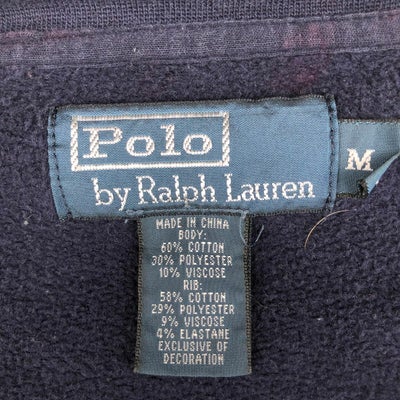 Polo
by Ralph Lauren
M
MADE IN CHINA
BODY:
60% COTTON
30% POLYESTER
10% VISCOSE
RIB:
58% COTTON
29% POLYESTER
9% VISCOSE
4% ELASTANE
EXCLUSIVE OF
DECORATION